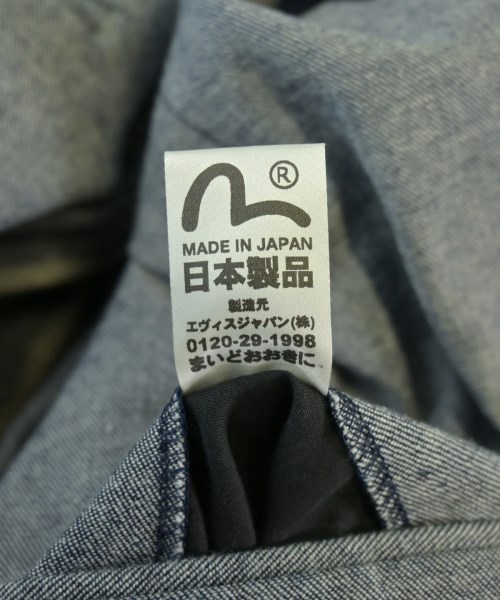 ®
MADE IN JAPAN
日本製品
製造元
エヴィスジャパン(株)
0120-29-1998
まいどおおきに